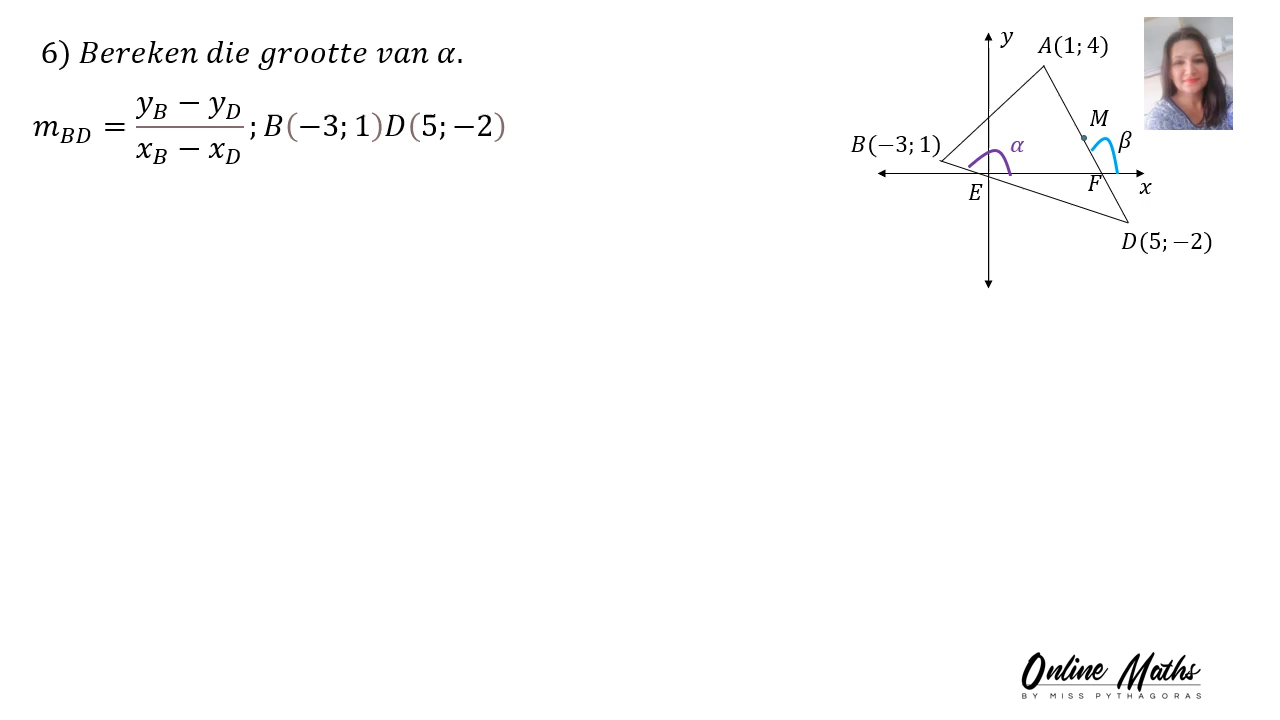 6) Bereken die grootte van α.
m_BD = (y_B − y_D)/(x_B − x_D) ; B(−3; 1)D(5; −2)
y
A(1; 4)
M
B(−3; 1)
α
β
E
F
x
D(5; −2)
Online Maths
BY MISS PYTHAGORAS